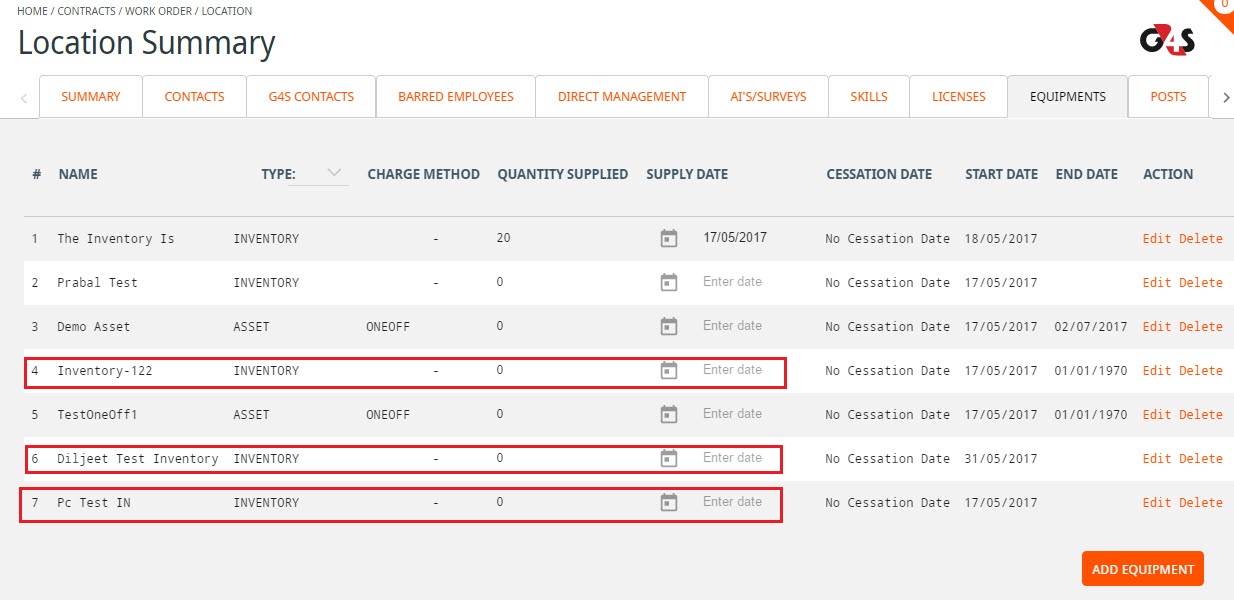 0
HOME / CONTRACTS / WORK ORDER / LOCATION
Location Summary
G4S
SUMMARY CONTACTS G4S CONTACTS BARRED EMPLOYEES DIRECT MANAGEMENT AI'S/SURVEYS SKILLS LICENSES EQUIPMENTS POSTS
# NAME TYPE: CHARGE METHOD QUANTITY SUPPLIED SUPPLY DATE CESSATION DATE START DATE END DATE ACTION
1 The Inventory Is INVENTORY - 20 17/05/2017 No Cessation Date 18/05/2017 Edit Delete
2 Prabal Test INVENTORY - 0 Enter date No Cessation Date 17/05/2017 Edit Delete
3 Demo Asset ASSET ONEOFF 0 Enter date No Cessation Date 17/05/2017 02/07/2017 Edit Delete
4 Inventory-122 INVENTORY - 0 Enter date No Cessation Date 17/05/2017 01/01/1970 Edit Delete
5 TestOneOff1 ASSET ONEOFF 0 Enter date No Cessation Date 17/05/2017 01/01/1970 Edit Delete
6 Diljeet Test Inventory INVENTORY - 0 Enter date No Cessation Date 31/05/2017 Edit Delete
7 Pc Test IN INVENTORY - 0 Enter date No Cessation Date 17/05/2017 Edit Delete
ADD EQUIPMENT